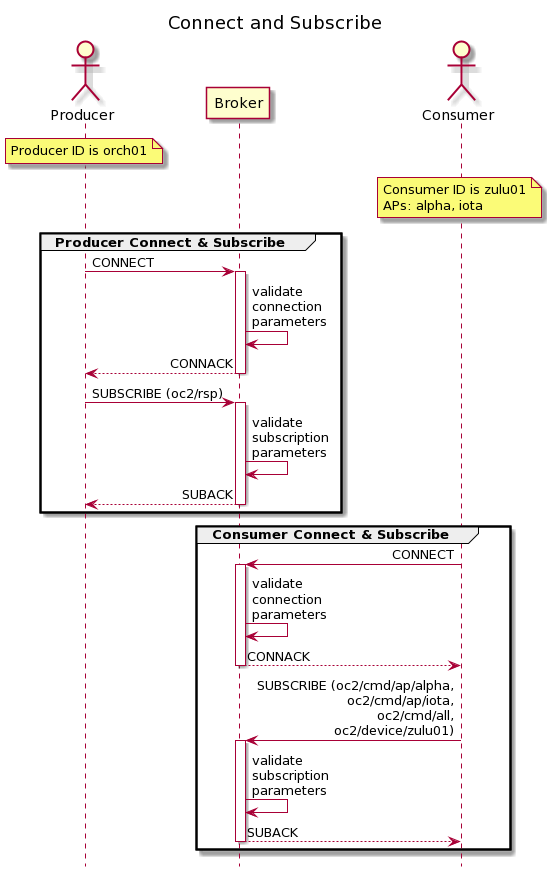 Connect and Subscribe
Producer
Broker
Consumer
Producer ID is orch01
Consumer ID is zulu01
APs: alpha, iota
Producer Connect & Subscribe
CONNECT
validate
connection
parameters
CONNACK
SUBSCRIBE (oc2/rsp)
validate
subscription
parameters
SUBACK
Consumer Connect & Subscribe
CONNECT
validate
connection
parameters
CONNACK
SUBSCRIBE (oc2/cmd/ap/alpha,
oc2/cmd/ap/iota,
oc2/cmd/all,
oc2/device/zulu01)
validate
subscription
parameters
SUBACK